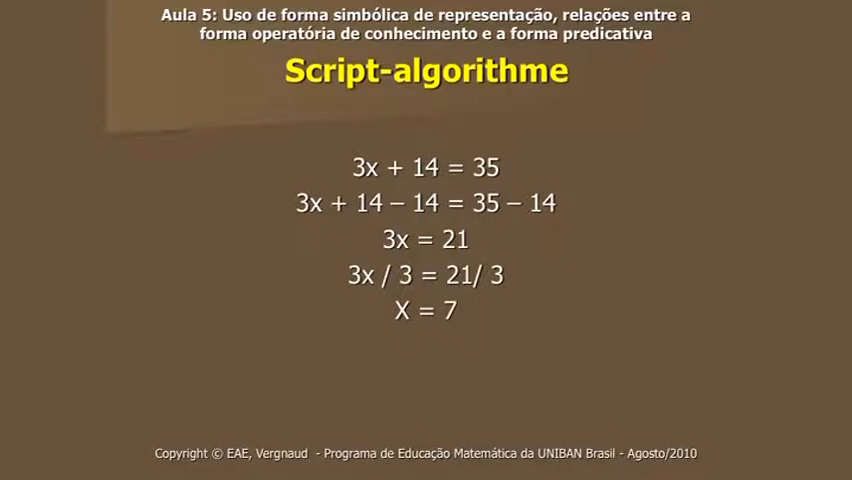 Aula 5: Uso de forma simbólica de representação, relações entre a
forma operatória de conhecimento e a forma predicativa
Script-algorithme
3x + 14 = 35
3x + 14 – 14 = 35 – 14
3x = 21
3x / 3 = 21/ 3
X = 7
Copyright © EAE, Vergnaud - Programa de Educação Matemática da UNIBAN Brasil - Agosto/2010